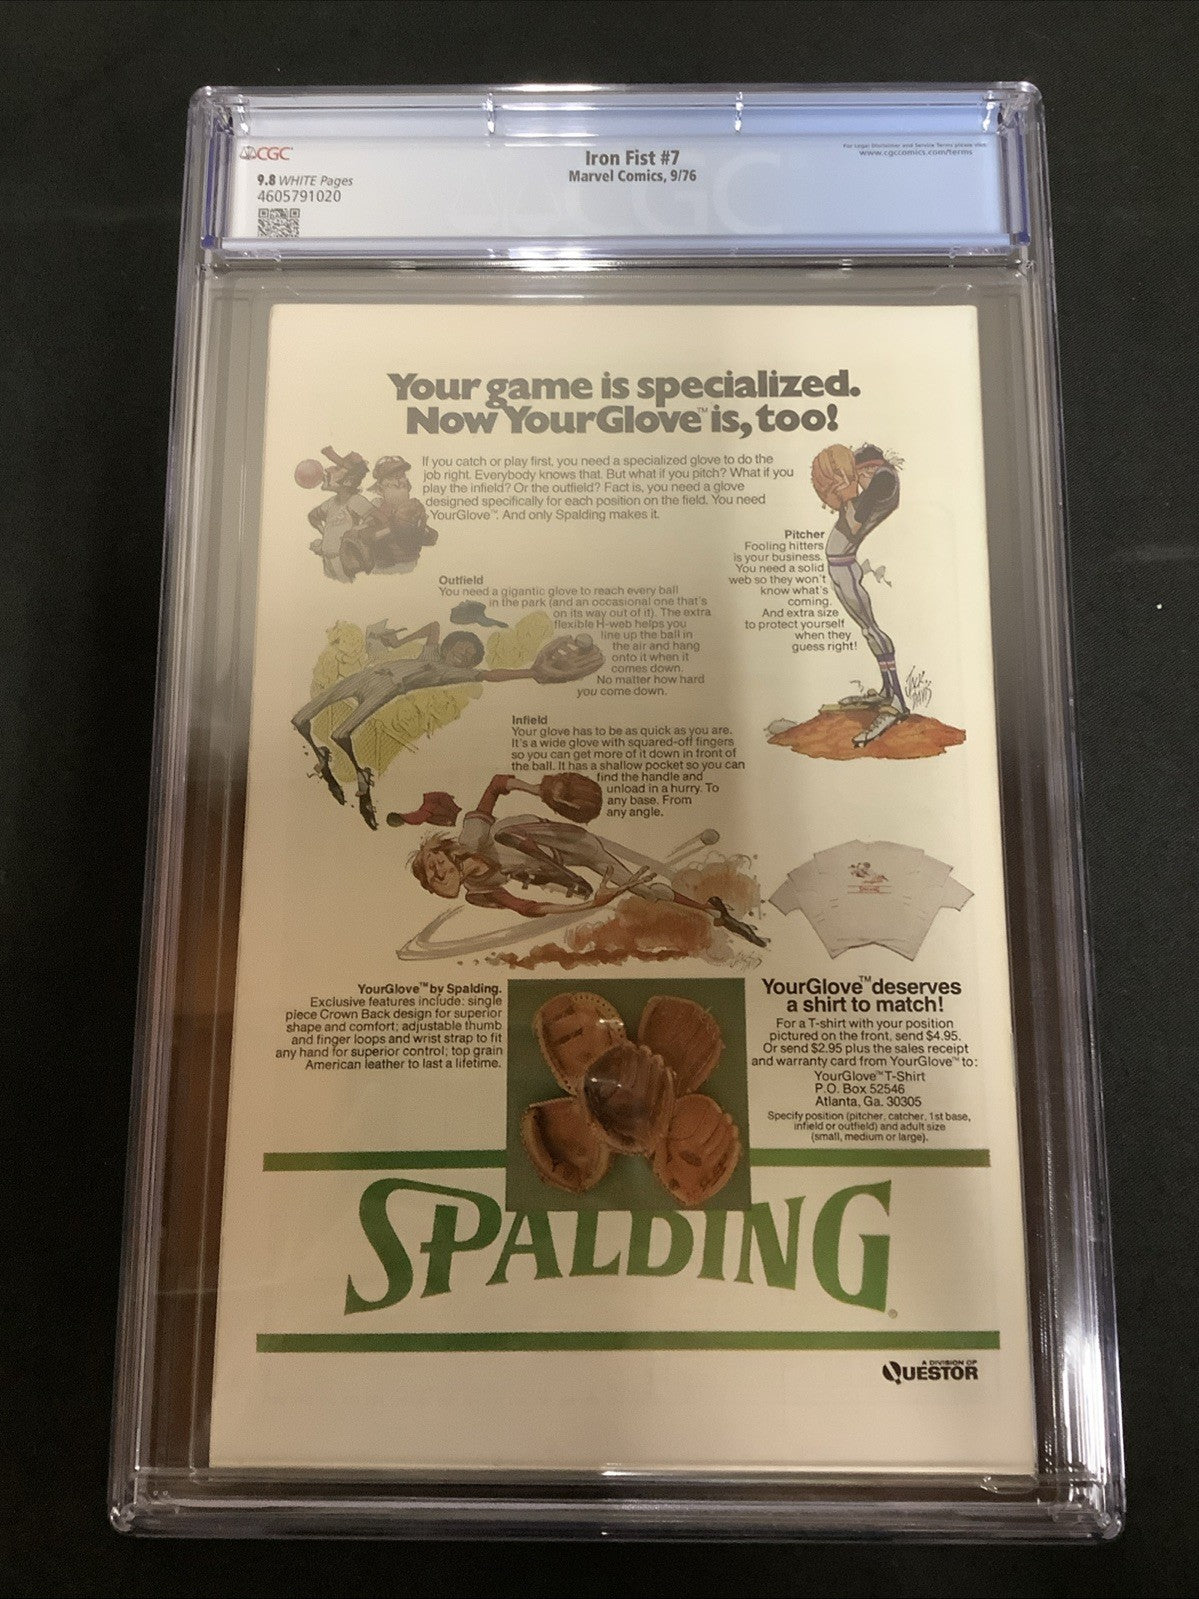 CGC
9.8 WHITE Pages
4605791020
Iron Fist #7
Marvel Comics, 9/76
For Legal Disclaimer and Service Terms please visit
www.cgccomics.com/terms
CGC
Your game is specialized.
Now YourGlove™ is, too!
If you catch or play first, you need a specialized glove to do the
job right. Everybody knows that. But what if you pitch? What if you
play the infield? Or the outfield? Fact is, you need a glove
designed specifically for each position on the field. You need
YourGlove™. And only Spalding makes it.
Pitcher
Fooling hitters
is your business.
You need a solid
web so they won't
know what's
coming.
And extra size
to protect yourself
when they
guess right!
JACK
DAVIS
Outfield
You need a gigantic glove to reach every ball
in the park (and an occasional one that's
on its way out of it). The extra
flexible H-web helps you
line up the ball in
the air and hang
onto it when it
comes down.
No matter how hard
you come down.
Infield
Your glove has to be as quick as you are.
It's a wide glove with squared-off fingers
so you can get more of it down in front of
the ball. It has a shallow pocket so you can
find the handle and
unload in a hurry. To
any base. From
any angle.
SPALDING
YourGlove™ by Spalding.
Exclusive features include: single
piece Crown Back design for superior
shape and comfort; adjustable thumb
and finger loops and wrist strap to fit
any hand for superior control; top grain
American leather to last a lifetime.
YourGlove™ deserves
a shirt to match!
For a T-shirt with your position
pictured on the front, send $4.95.
Or send $2.95 plus the sales receipt
and warranty card from YourGlove™ to:
YourGlove™ T-Shirt
P.O. Box 52546
Atlanta, Ga. 30305
Specify position (pitcher, catcher, 1st base,
infield or outfield) and adult size
(small, medium or large).
SPALDING®
A DIVISION OF
QUESTOR